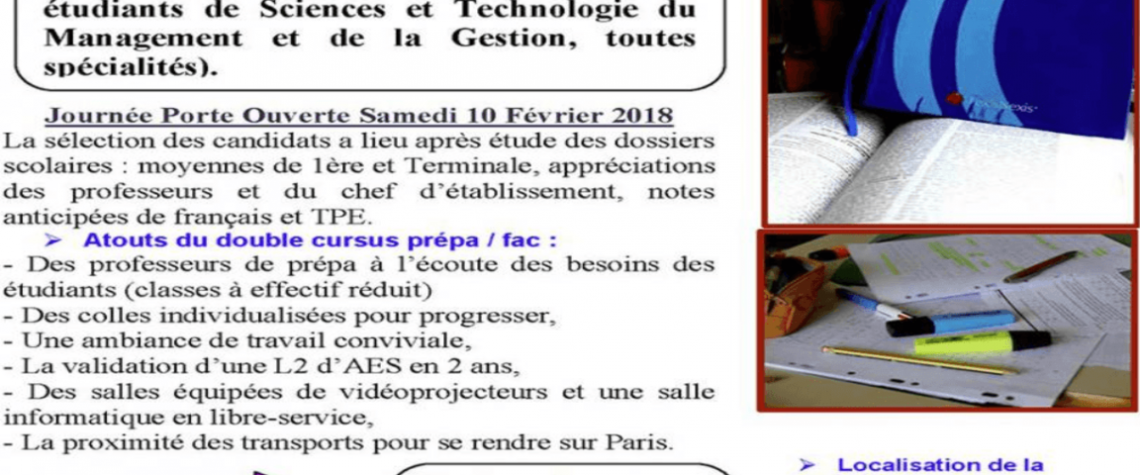 étudiants de Sciences et Technologie du
Management et de la Gestion, toutes
spécialités).
Journée Porte Ouverte Samedi 10 Février 2018
La sélection des candidats a lieu après étude des dossiers
scolaires : moyennes de 1ère et Terminale, appréciations
des professeurs et du chef d’établissement, notes
anticipées de français et TPE.
➢ Atouts du double cursus prépa / fac :
- Des professeurs de prépa à l’écoute des besoins des
étudiants (classes à effectif réduit)
- Des colles individualisées pour progresser,
- Une ambiance de travail conviviale,
- La validation d’une L2 d’AES en 2 ans,
- Des salles équipées de vidéoprojecteurs et une salle
informatique en libre-service,
- La proximité des transports pour se rendre sur Paris.
➢ Localisation de la